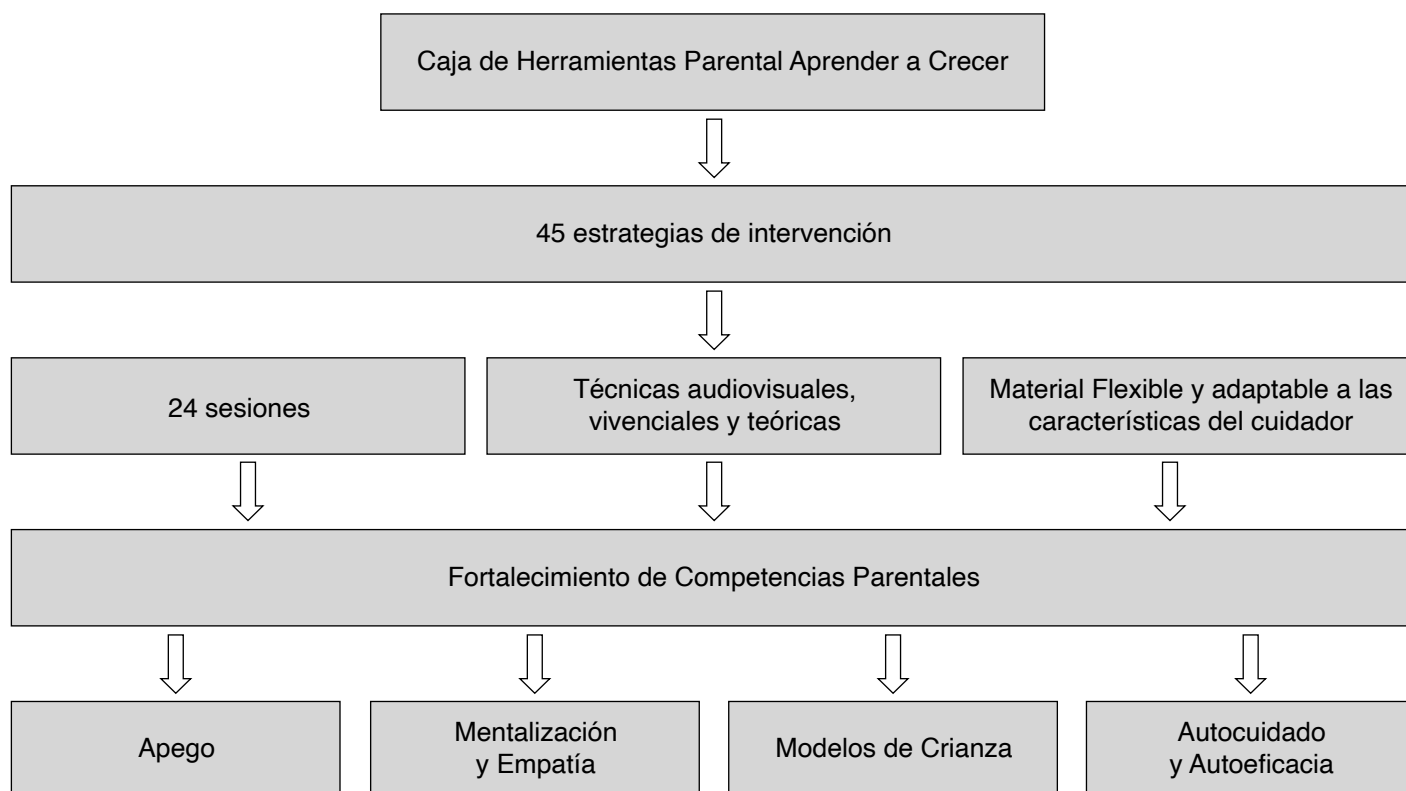 Caja de Herramientas Parental Aprender a Crecer
45 estrategias de intervención
24 sesiones
Técnicas audiovisuales,
vivenciales y teóricas
Material Flexible y adaptable a las
características del cuidador
Fortalecimiento de Competencias Parentales
Apego
Mentalización
y Empatía
Modelos de Crianza
Autocuidado
y Autoeficacia